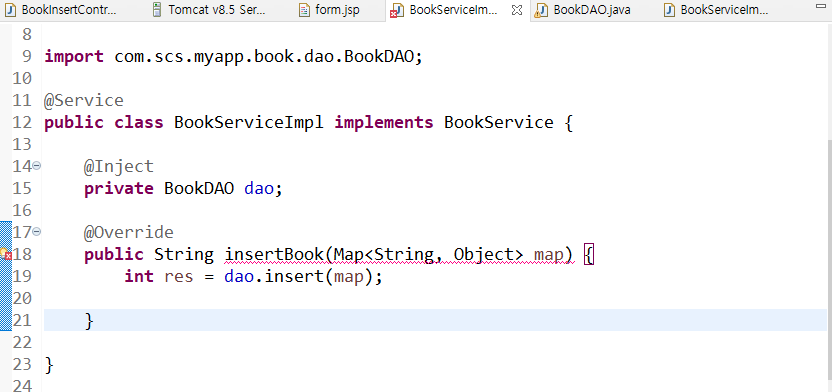 BookInsertContr... Tomcat v8.5 Ser... form.jsp BookServiceIm... BookDAO.java BookServiceIm...
8
9 import com.scs.myapp.book.dao.BookDAO;
10
11 @Service
12 public class BookServiceImpl implements BookService {
13
14 @Inject
15 private BookDAO dao;
16
17 @Override
18 public String insertBook(Map<String, Object> map) {
19 int res = dao.insert(map);
20
21 }
22
23 }
24